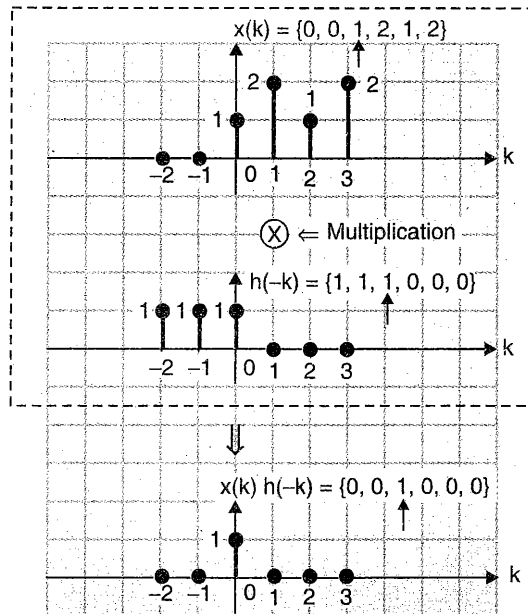 x(k) = {0, 0, 1, 2, 1, 2}
2
2
1
1
k
–2 –1 0 1 2 3
X ⇐ Multiplication
h(–k) = {1, 1, 1, 0, 0, 0}
1 1 1
k
–2 –1 0 1 2 3
x(k) h(–k) = {0, 0, 1, 0, 0, 0}
1
k
–2 –1 0 1 2 3